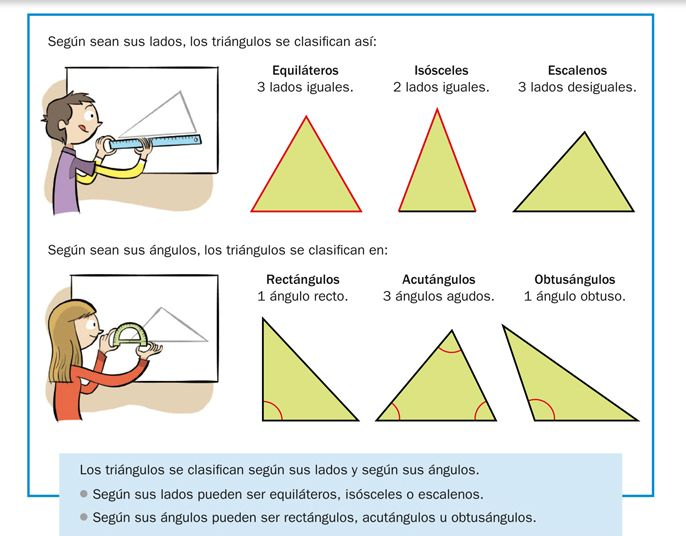 Según sean sus lados, los triángulos se clasifican así:
Equiláteros
3 lados iguales.
Isósceles
2 lados iguales.
Escalenos
3 lados desiguales.
Según sean sus ángulos, los triángulos se clasifican en:
Rectángulos
1 ángulo recto.
Acutángulos
3 ángulos agudos.
Obtusángulos
1 ángulo obtuso.
Los triángulos se clasifican según sus lados y según sus ángulos.
● Según sus lados pueden ser equiláteros, isósceles o escalenos.
● Según sus ángulos pueden ser rectángulos, acutángulos u obtusángulos.